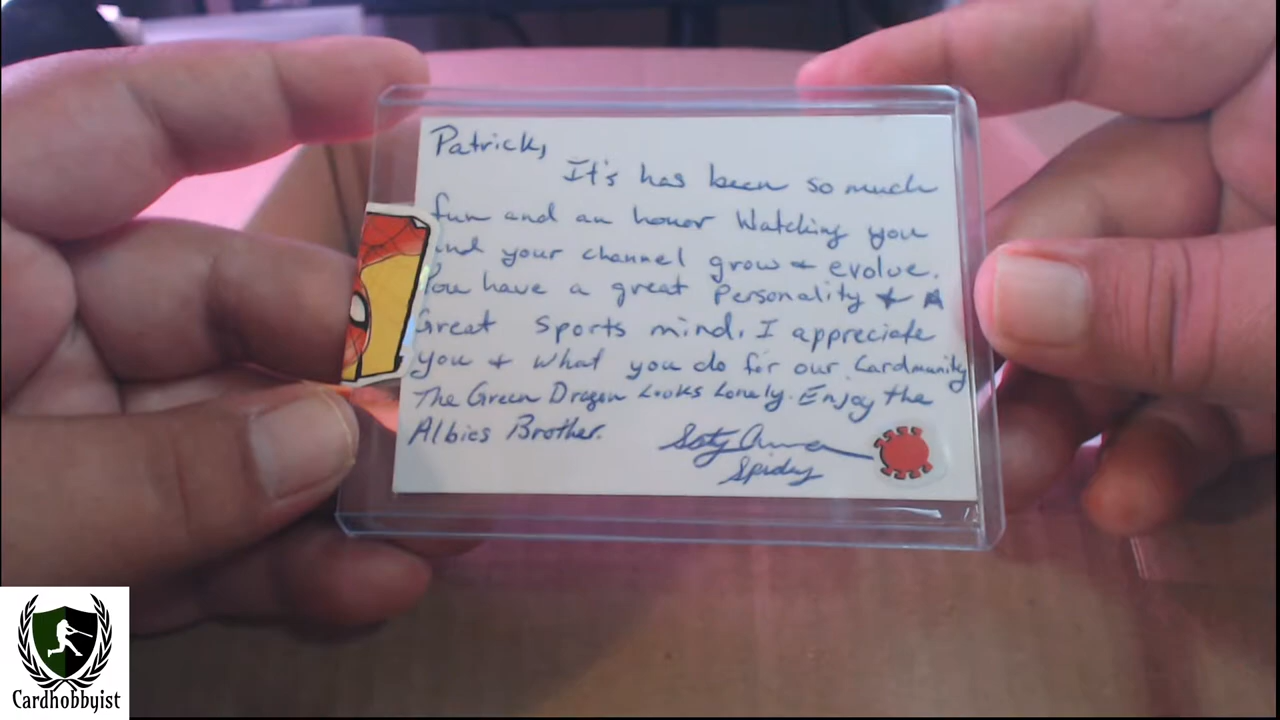 Patrick,
It's has been so much
fun and an honor Watching you
and your channel grow + evolve.
You have a great Personality + A
Great Sports mind. I appreciate
you + what you do for our Cardmunity
The Green Dragon Looks Lonely. Enjoy the
Albies Brother.
Spidey
Cardhobbyist